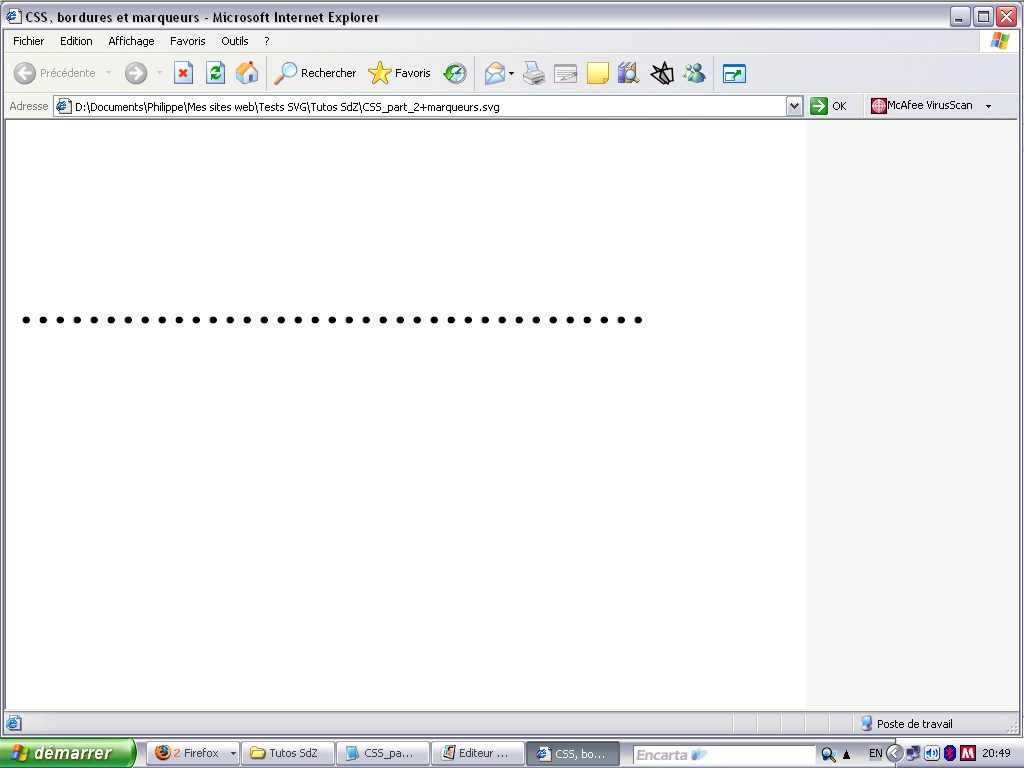 CSS, bordures et marqueurs - Microsoft Internet Explorer
Fichier Edition Affichage Favoris Outils ?
Précédente Rechercher Favoris
Adresse D:\Documents\Philippe\Mes sites web\Tests SVG\Tutos SdZ\CSS_part_2+marqueurs.svg OK McAfee VirusScan
Poste de travail
démarrer 2 Firefox Tutos SdZ CSS_pa... Editeur ... CSS, bo... Encarta EN 20:49